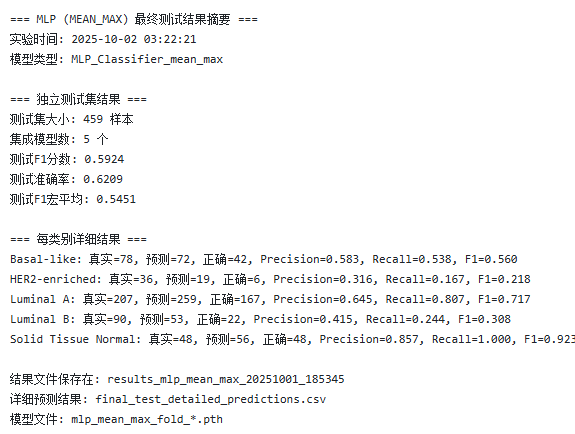 === MLP (MEAN_MAX) 最终测试结果摘要 ===
实验时间: 2025-10-02 03:22:21
模型类型: MLP_Classifier_mean_max
=== 独立测试集结果 ===
测试集大小: 459 样本
集成模型数: 5 个
测试F1分数: 0.5924
测试准确率: 0.6209
测试F1宏平均: 0.5451
=== 每类别详细结果 ===
Basal-like: 真实=78, 预测=72, 正确=42, Precision=0.583, Recall=0.538, F1=0.560
HER2-enriched: 真实=36, 预测=19, 正确=6, Precision=0.316, Recall=0.167, F1=0.218
Luminal A: 真实=207, 预测=259, 正确=167, Precision=0.645, Recall=0.807, F1=0.717
Luminal B: 真实=90, 预测=53, 正确=22, Precision=0.415, Recall=0.244, F1=0.308
Solid Tissue Normal: 真实=48, 预测=56, 正确=48, Precision=0.857, Recall=1.000, F1=0.923
结果文件保存在: results_mlp_mean_max_20251001_185345
详细预测结果: final_test_detailed_predictions.csv
模型文件: mlp_mean_max_fold_*.pth